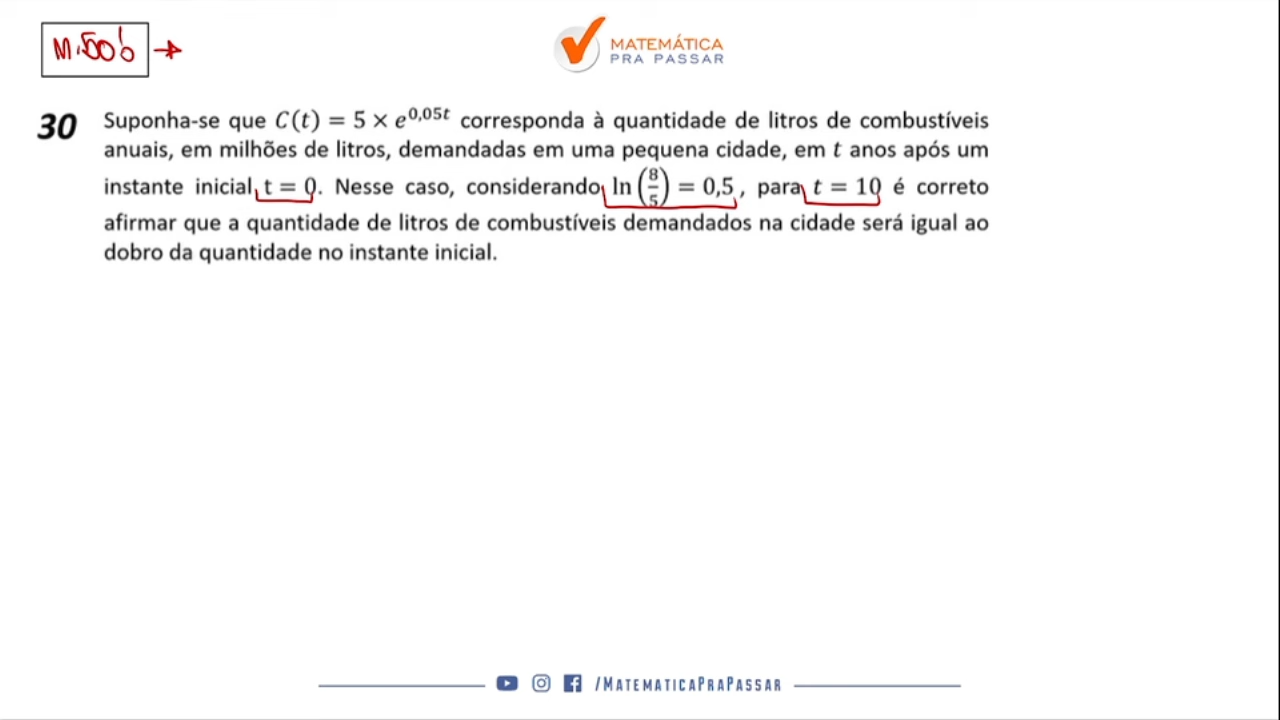 MATEMÁTICA
PRA PASSAR
30 Suponha-se que C(t) = 5 × e^{0,05t} corresponda à quantidade de litros de combustíveis
anuais, em milhões de litros, demandadas em uma pequena cidade, em t anos após um
instante inicial t = 0. Nesse caso, considerando ln(8/5) = 0,5, para t = 10 é correto
afirmar que a quantidade de litros de combustíveis demandados na cidade será igual ao
dobro da quantidade no instante inicial.
/MATEMATICAPRAPASSAR